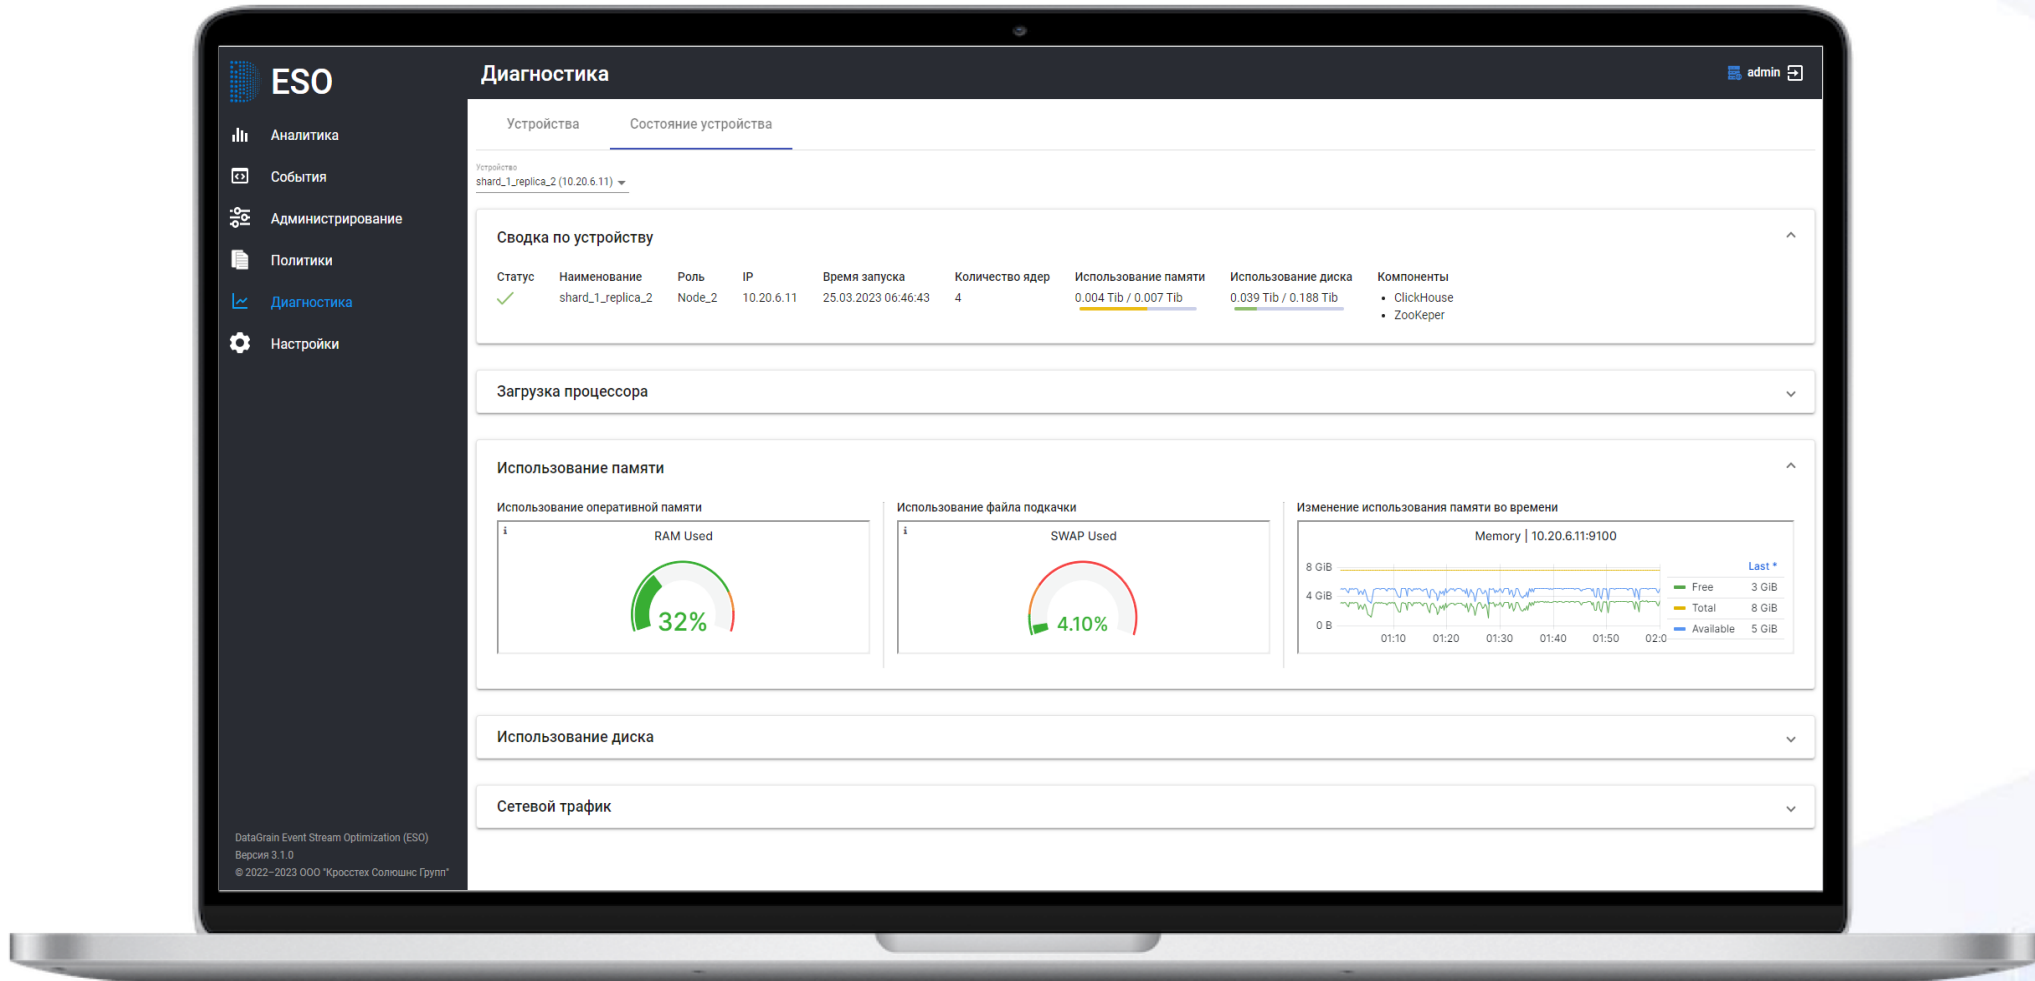 ESO
Диагностика
admin
Аналитика
События
Администрирование
Политики
Диагностика
Настройки
Устройства
Состояние устройства
Устройство
shard_1_replica_2 (10.20.6.11)
Сводка по устройству
Статус Наименование Роль IP Время запуска Количество ядер Использование памяти Использование диска Компоненты
shard_1_replica_2 Node_2 10.20.6.11 25.03.2023 06:46:43 4 0.004 Tib / 0.007 Tib 0.039 Tib / 0.188 Tib • ClickHouse
• ZooKeper
Загрузка процессора
Использование памяти
Использование оперативной памяти
i
RAM Used
32%
Использование файла подкачки
i
SWAP Used
4.10%
Изменение использования памяти во времени
Memory | 10.20.6.11:9100
8 GiB
4 GiB
0 B
01:10 01:20 01:30 01:40 01:50 02:0
Last *
Free 3 GiB
Total 8 GiB
Available 5 GiB
Использование диска
Сетевой трафик
DataGrain Event Stream Optimization (ESO)
Версия 3.1.0
© 2022–2023 ООО "Кросстех Солюшнс Групп"